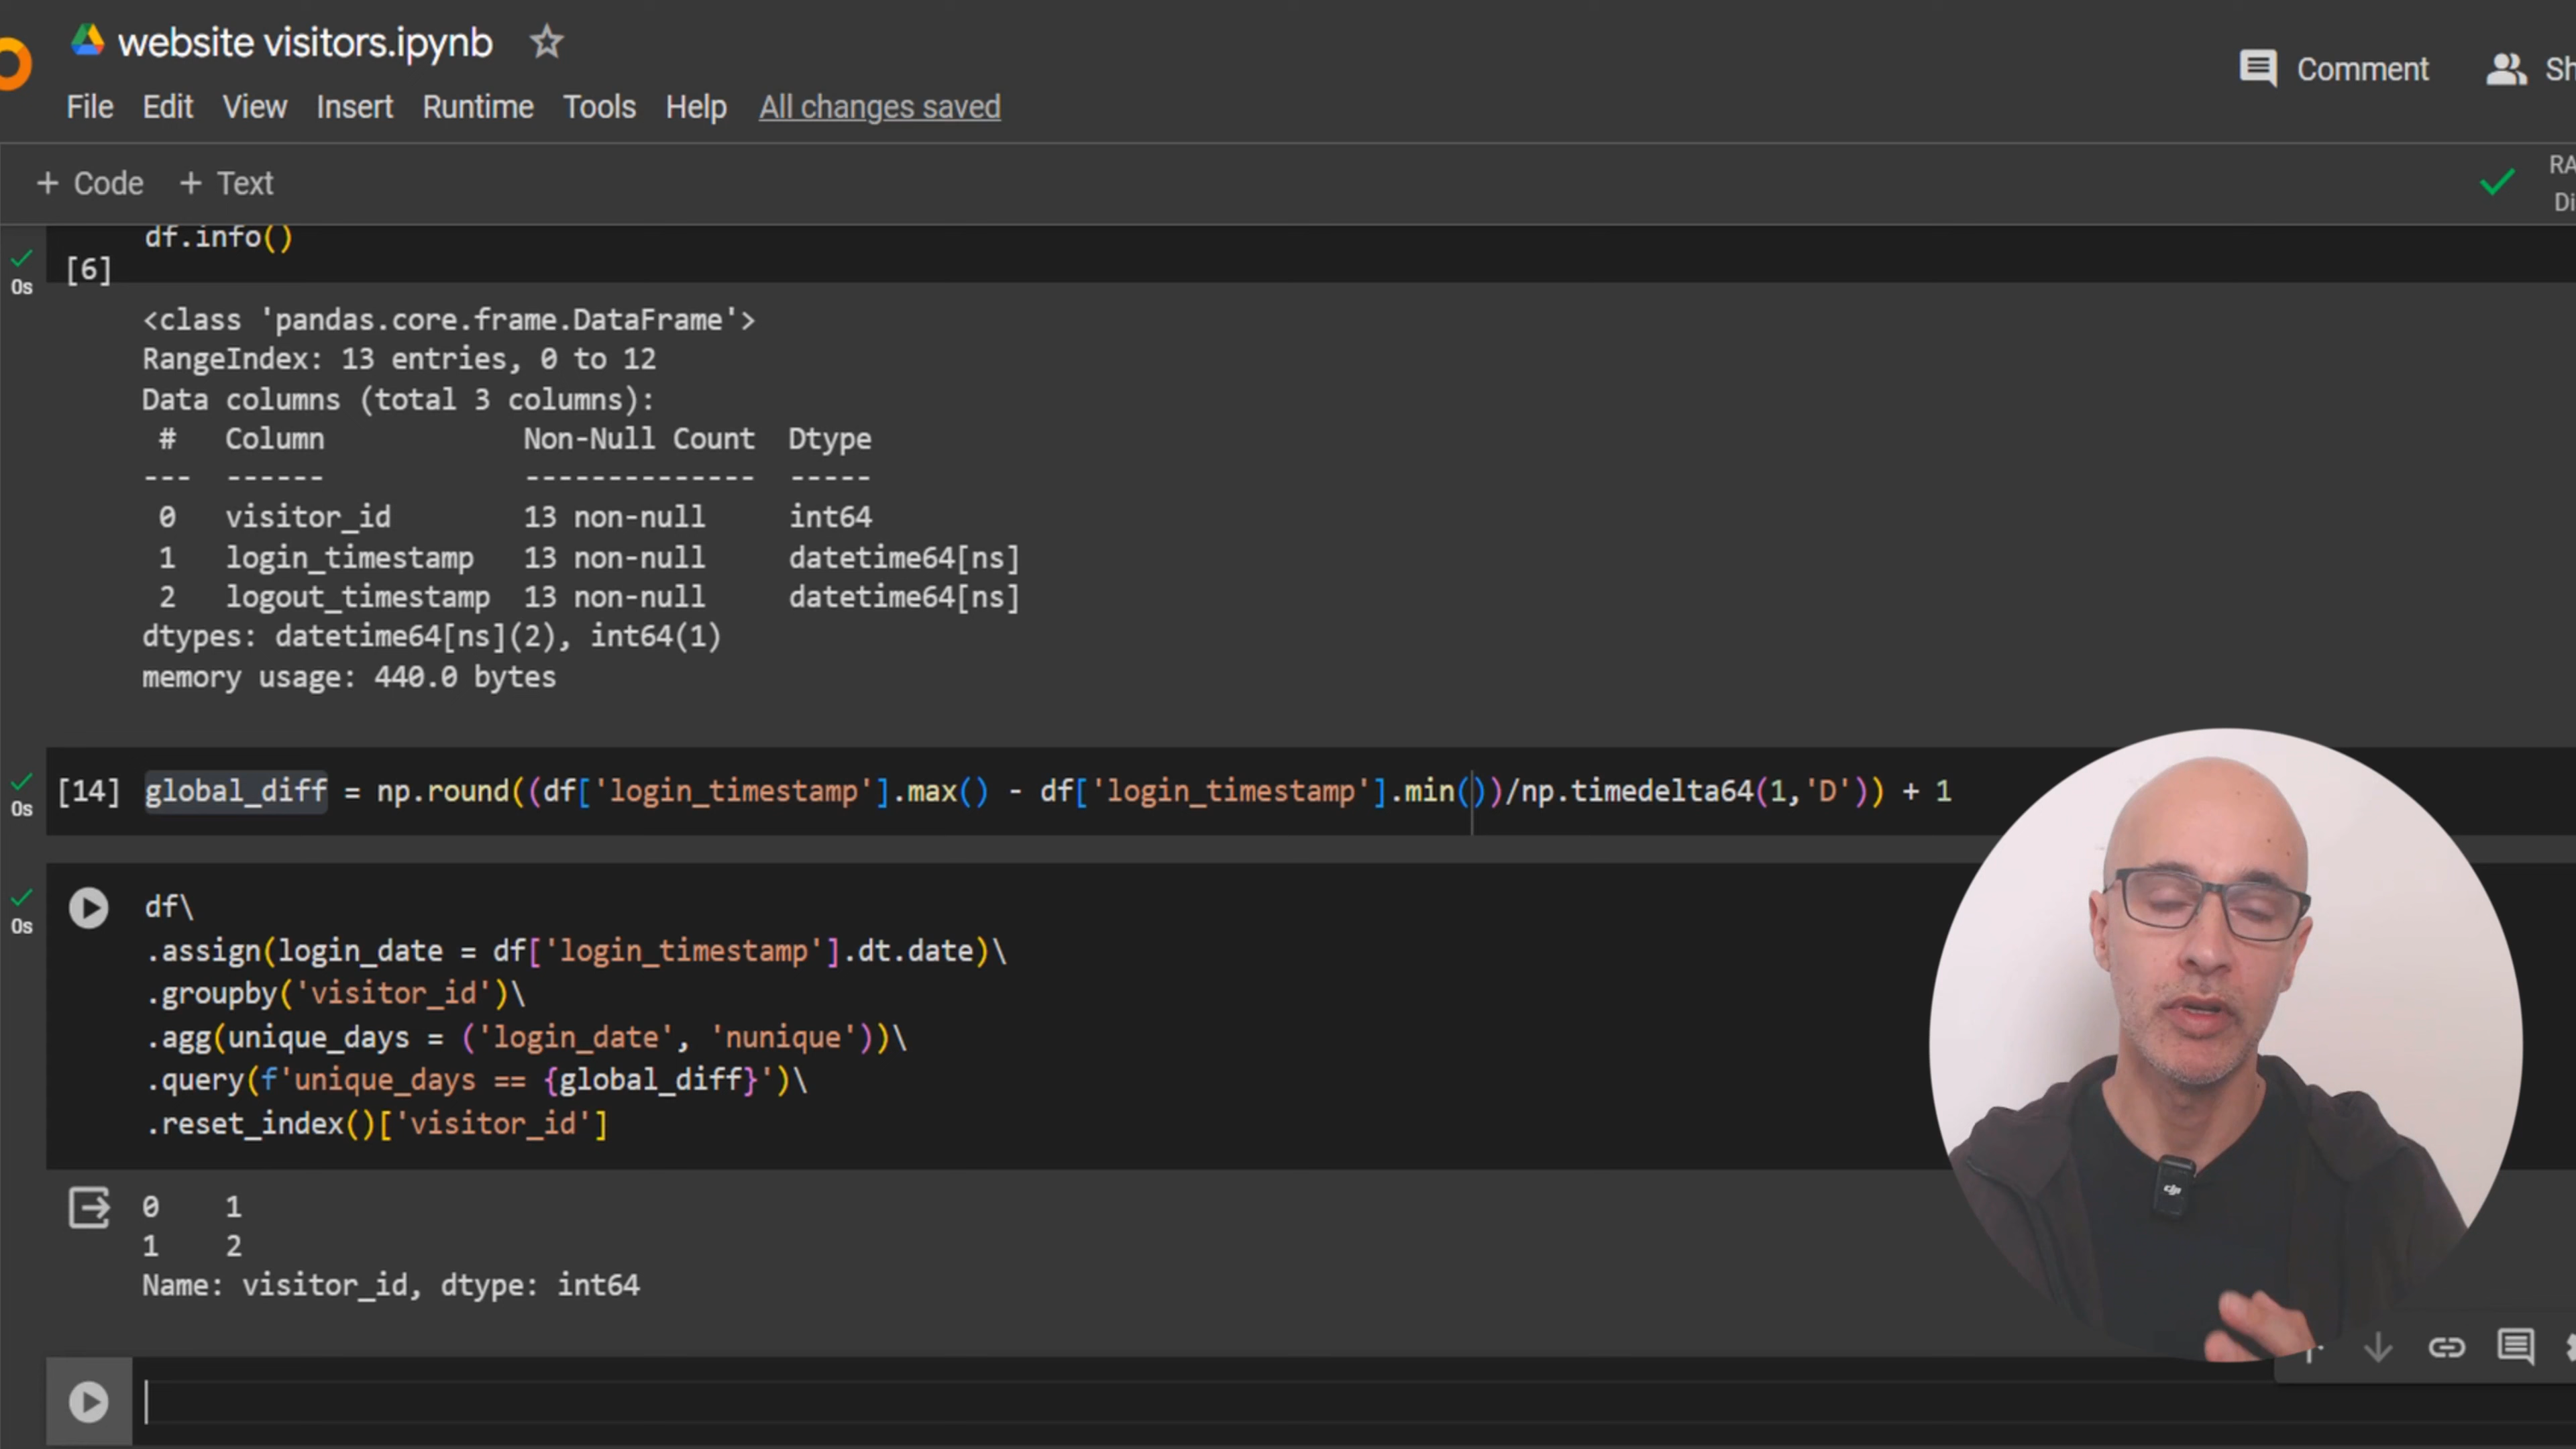 website visitors.ipynb
Comment
File Edit View Insert Runtime Tools Help All changes saved
+ Code + Text
df.info()
0s
[6]
<class 'pandas.core.frame.DataFrame'>
RangeIndex: 13 entries, 0 to 12
Data columns (total 3 columns):
# Column Non-Null Count Dtype
--- ------ -------------- -----
0 visitor_id 13 non-null int64
1 login_timestamp 13 non-null datetime64[ns]
2 logout_timestamp 13 non-null datetime64[ns]
dtypes: datetime64[ns](2), int64(1)
memory usage: 440.0 bytes
0s
[14] global_diff = np.round((df['login_timestamp'].max() - df['login_timestamp'].min())/np.timedelta64(1,'D')) + 1
0s
df\
.assign(login_date = df['login_timestamp'].dt.date)\
.groupby('visitor_id')\
.agg(unique_days = ('login_date', 'nunique'))\
.query(f'unique_days == {global_diff}')\
.reset_index()['visitor_id']
0 1
1 2
Name: visitor_id, dtype: int64
dji